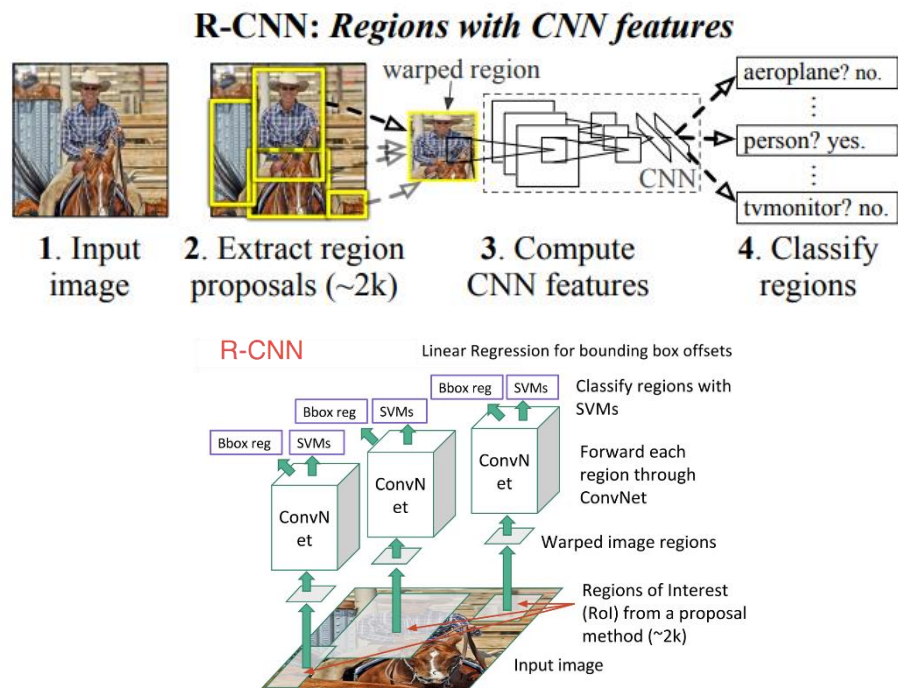 R-CNN: Regions with CNN features
warped region
aeroplane? no.
person? yes.
tvmonitor? no.
CNN
1. Input
image
2. Extract region
proposals (~2k)
3. Compute
CNN features
4. Classify
regions
R-CNN
Linear Regression for bounding box offsets
Bbox reg
SVMs
Classify regions with
SVMs
Bbox reg
SVMs
Bbox reg
SVMs
ConvN
et
Forward each
region through
ConvNet
ConvN
et
ConvN
et
Warped image regions
Regions of Interest
(RoI) from a proposal
method (~2k)
Input image